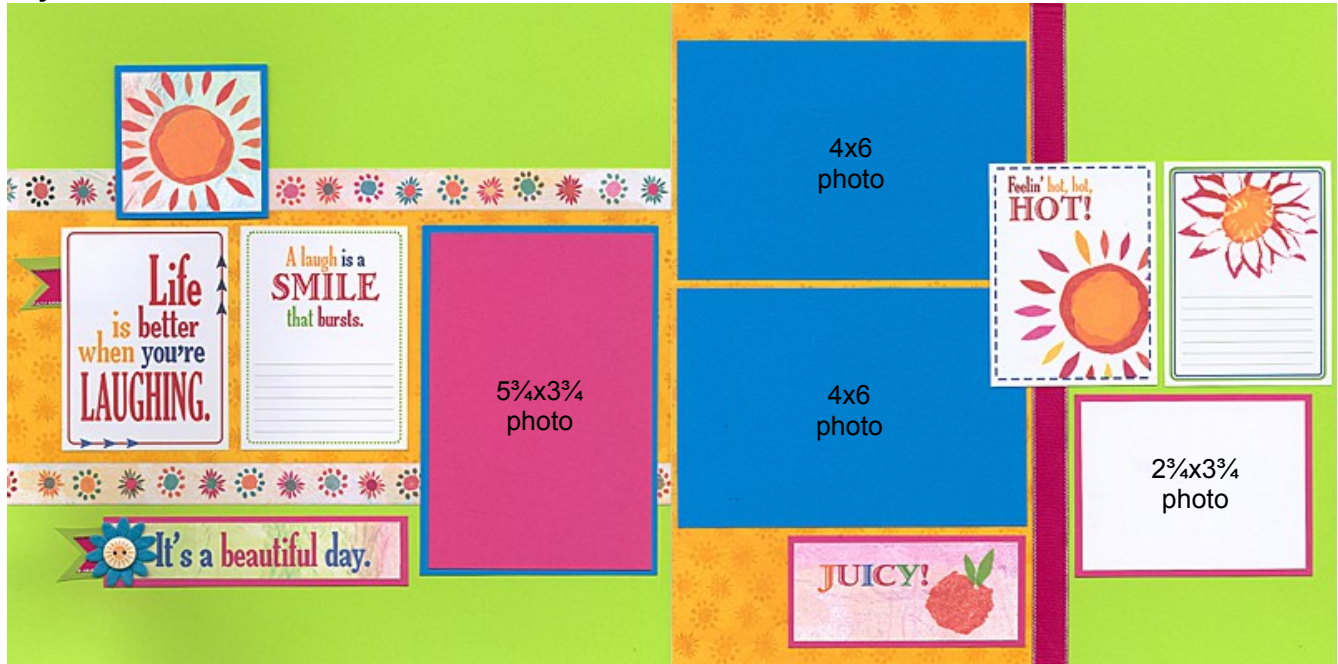 Life
is better
when you're
LAUGHING.
A laugh is a
SMILE
that bursts.
5¾x3¾
photo
It's a beautiful day.
4x6
photo
4x6
photo
JUICY!
Feelin' hot, hot,
HOT!
2¾x3¾
photo